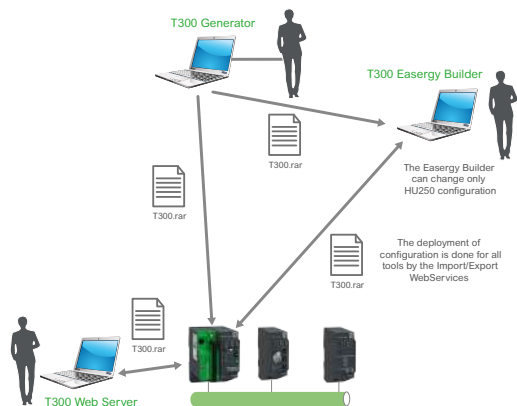 T300 Generator
T300 Easergy Builder
T300.rar
The Easergy Builder
can change only
HU250 configuration
T300.rar
The deployment of
configuration is done for all
tools by the Import/Export
WebServices
T300.rar
T300.rar
T300 Web Server